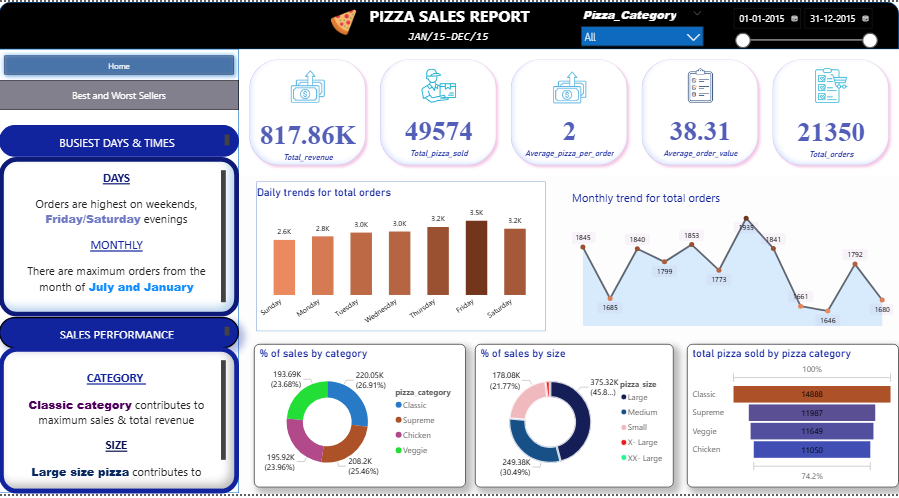 PIZZA SALES REPORT
JAN/15-DEC/15
Pizza_Category
All
01-01-2015
31-12-2015
Home
Best and Worst Sellers
BUSIEST DAYS & TIMES
DAYS
Orders are highest on weekends,
Friday/Saturday evenings
MONTHLY
There are maximum orders from the
month of July and January
SALES PERFORMANCE
CATEGORY
Classic category contributes to
maximum sales & total revenue
SIZE
Large size pizza contributes to
817.86K
Total_revenue
49574
Total_pizza_sold
2
Average_pizza_per_order
38.31
Average_order_value
21350
Total_orders
Daily trends for total orders
2.6K
2.8K
3.0K
3.0K
3.2K
3.5K
3.2K
Sunday
Monday
Tuesday
Wednesday
Thursday
Friday
Saturday
Monthly trend for total orders
1845
1685
1840
1799
1853
1773
1935
1841
1661
1646
1792
1680
% of sales by category
193.69K
(23.68%)
220.05K
(26.91%)
195.92K
(23.96%)
208.2K
(25.46%)
pizza_category
Classic
Supreme
Chicken
Veggie
% of sales by size
178.08K
(21.77%)
375.32K
(45.8...)
249.38K
(30.49%)
pizza_size
Large
Medium
Small
X- Large
XX- Large
total pizza sold by pizza category
100%
Classic 14888
Supreme 11987
Veggie 11649
Chicken 11050
74.2%